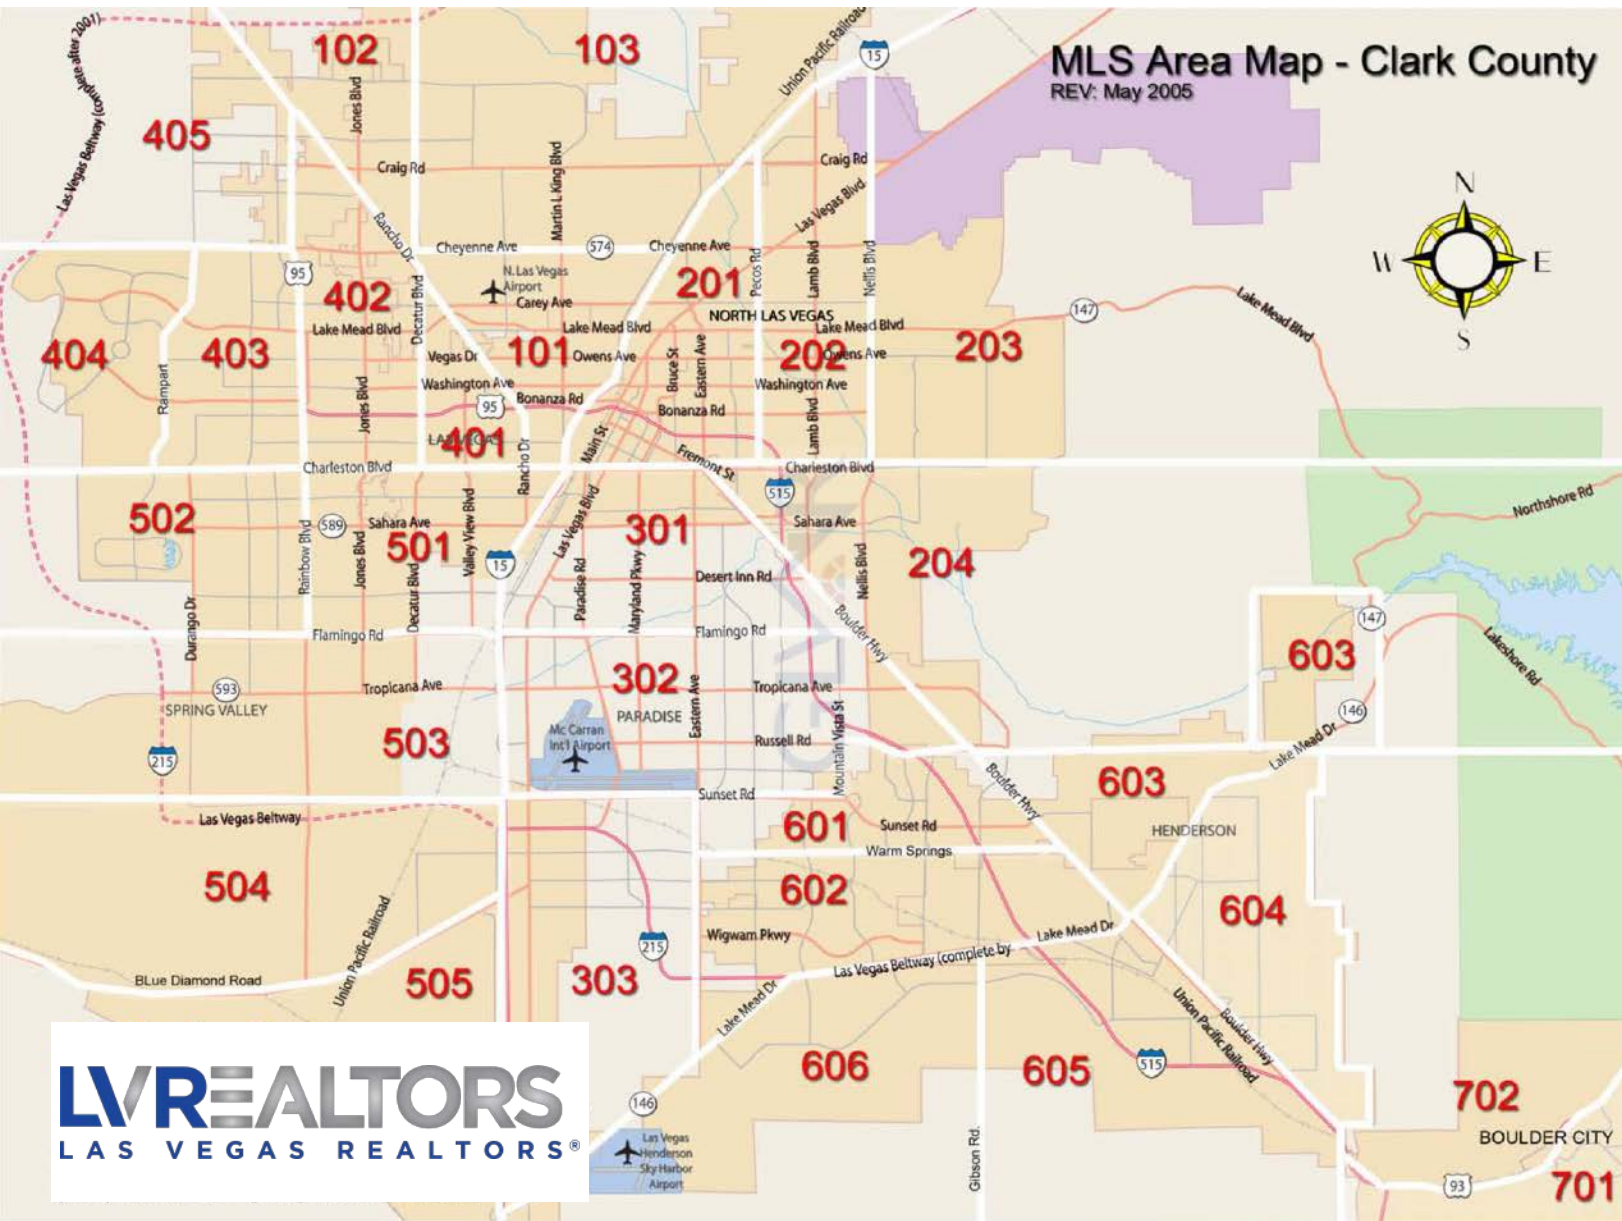 MLS Area Map - Clark County
REV: May 2005
102
103
405
Las Vegas Beltway (complete after 2001)
Jones Blvd
Union Pacific Railroad
15
Craig Rd
Craig Rd
Martin L King Blvd
Rancho Dr
Las Vegas Blvd
N
W
E
S
Cheyenne Ave
574
Cheyenne Ave
95
N. Las Vegas
Airport
201
Pecos Rd
Lamb Blvd
Nellis Blvd
402
Decatur Blvd
Carey Ave
NORTH LAS VEGAS
147
Lake Mead Blvd
Lake Mead Blvd
Lake Mead Blvd
Lake Mead Blvd
404
403
Vegas Dr
101
Owens Ave
Bruce St
Eastern Ave
202
Owens Ave
203
Rampart
Jones Blvd
Washington Ave
Washington Ave
95
Bonanza Rd
Bonanza Rd
Lamb Blvd
LAS VEGAS
401
Main St
Rancho Dr
Fremont St
Charleston Blvd
Charleston Blvd
515
Northshore Rd
502
Rainbow Blvd
589
Sahara Ave
Jones Blvd
501
Decatur Blvd
Valley View Blvd
15
Las Vegas Blvd
301
Sahara Ave
Paradise Rd
Maryland Pkwy
Desert Inn Rd
Nellis Blvd
204
Durango Dr
Flamingo Rd
Flamingo Rd
Boulder Hwy
147
603
Lakeshore Rd
593
Tropicana Ave
302
Eastern Ave
Tropicana Ave
SPRING VALLEY
PARADISE
146
503
Mc Carran
Int'l Airport
Russell Rd
Mountain Vista St
Lake Mead Dr
215
Boulder Hwy
603
Sunset Rd
Las Vegas Beltway
601
Sunset Rd
HENDERSON
Warm Springs
504
602
604
Union Pacific Railroad
215
Wigwam Pkwy
Lake Mead Dr
Las Vegas Beltway (complete by
BLue Diamond Road
505
303
Lake Mead Dr
Union Pacific Railroad
Boulder Hwy
606
605
515
702
LVREALTORS
LAS VEGAS REALTORS®
146
Las Vegas
Henderson
Sky Harbor
Airport
Gibson Rd.
BOULDER CITY
93
701